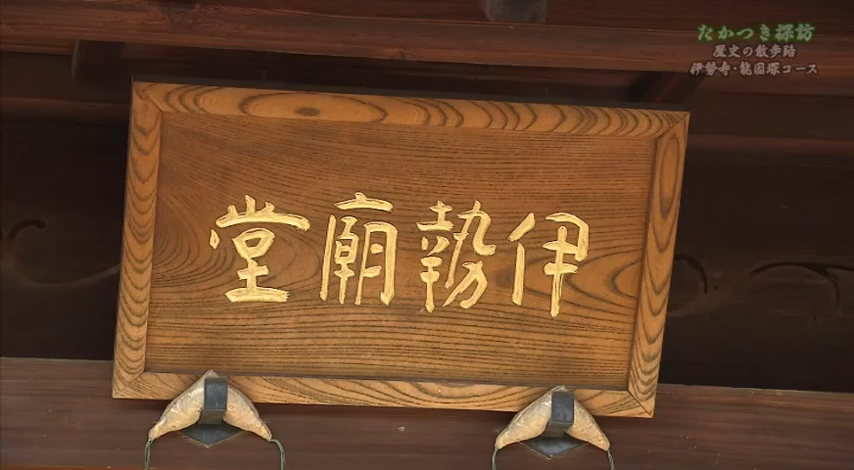 たかつき探訪
歴史の散歩路
伊勢寺・能因塚コース
伊勢廟堂